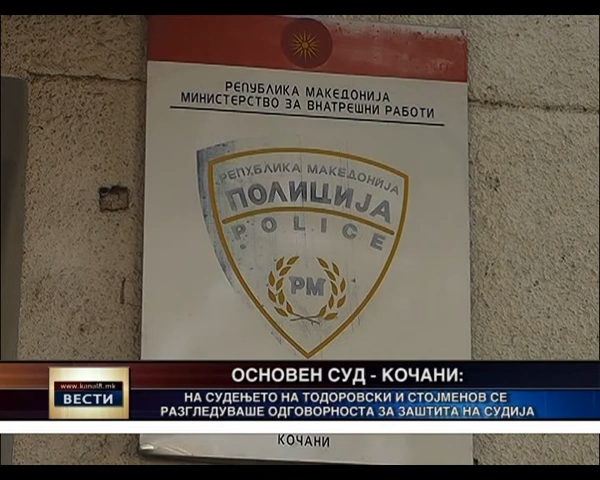 РЕПУБЛИКА МАКЕДОНИЈА
МИНИСТЕРСТВО ЗА ВНАТРЕШНИ РАБОТИ
РЕПУБЛИКА МАКЕДОНИЈА
ПОЛИЦИЈА
POLICE
РМ
ОСНОВЕН СУД - КОЧАНИ:
www.kanal8.mk
ВЕСТИ
НА СУДЕЊЕТО НА ТОДОРОВСКИ И СТОЈМЕНОВ СЕ
РАЗГЛЕДУВАШЕ ОДГОВОРНОСТА ЗА ЗАШТИТА НА СУДИЈА
КОЧАНИ